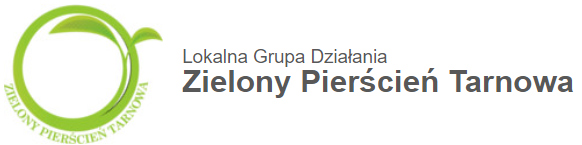 ZIELONY PIERŚCIEŃ TARNOWA
Lokalna Grupa Działania
Zielony Pierścień Tarnowa